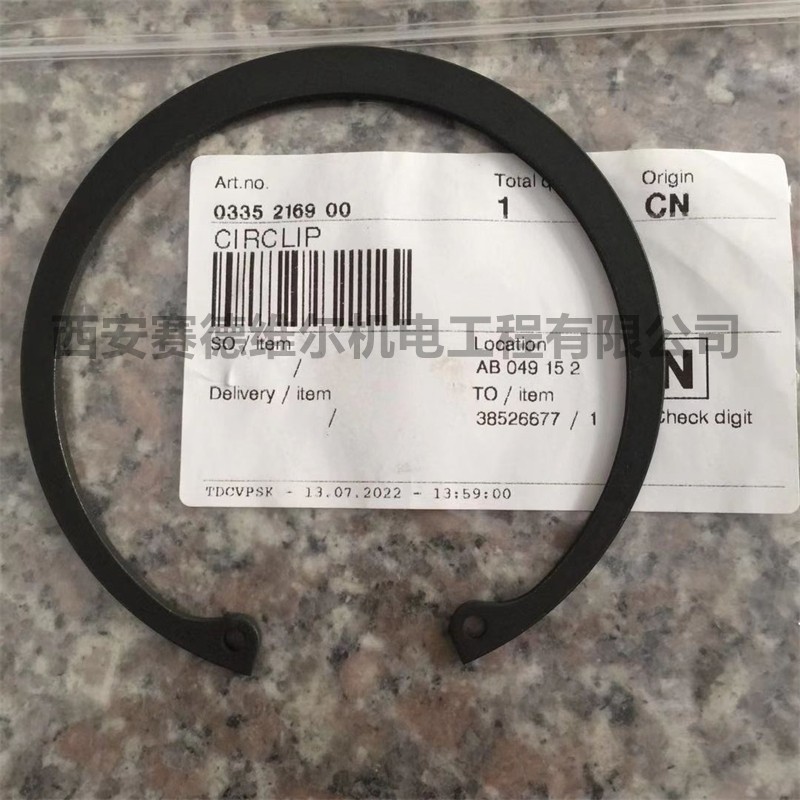 Art.no.
Total q
Origin
0335 2169 00
1
CN
CIRCLIP
西安赛德维尔机电工程有限公司
SO / item
Location
N
/
AB 049 15 2
Delivery / item
TO / item
/
38526677 / 1
Check digit
TDCVPSK - 13.07.2022 - 13:59:00